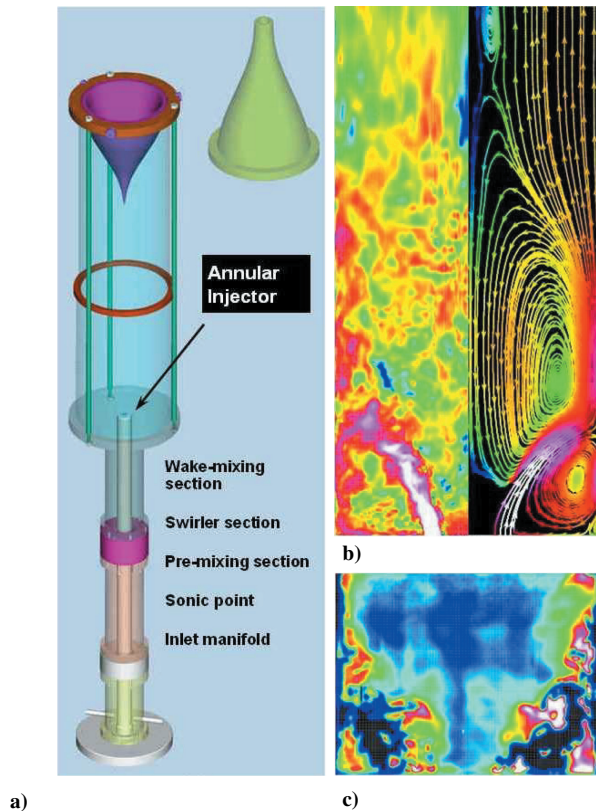 Annular
Injector
Wake-mixing
section
Swirler section
Pre-mixing section
Sonic point
Inlet manifold
a)
b)
c)